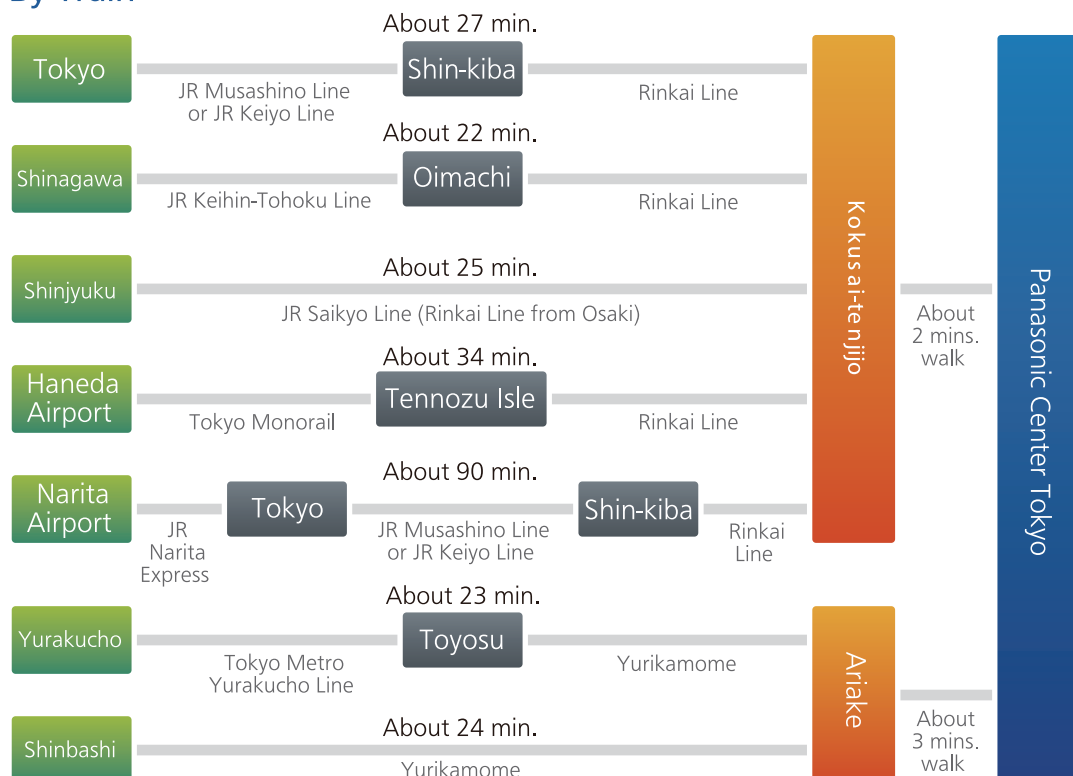 By Train
About 27 min.
Tokyo
Shin-kiba
JR Musashino Line
or JR Keiyo Line
Rinkai Line
About 22 min.
Shinagawa
Oimachi
JR Keihin-Tohoku Line
Rinkai Line
About 25 min.
Shinjyuku
JR Saikyo Line (Rinkai Line from Osaki)
About 34 min.
Haneda
Airport
Tennozu Isle
Tokyo Monorail
Rinkai Line
About 90 min.
Narita
Airport
JR
Narita
Express
Tokyo
JR Musashino Line
or JR Keiyo Line
Shin-kiba
Rinkai
Line
Kokusai-tenjijo
About
2 mins.
walk
About 23 min.
Yurakucho
Toyosu
Tokyo Metro
Yurakucho Line
Yurikamome
About 24 min.
Shinbashi
Yurikamome
Ariake
About
3 mins.
walk
Panasonic Center Tokyo